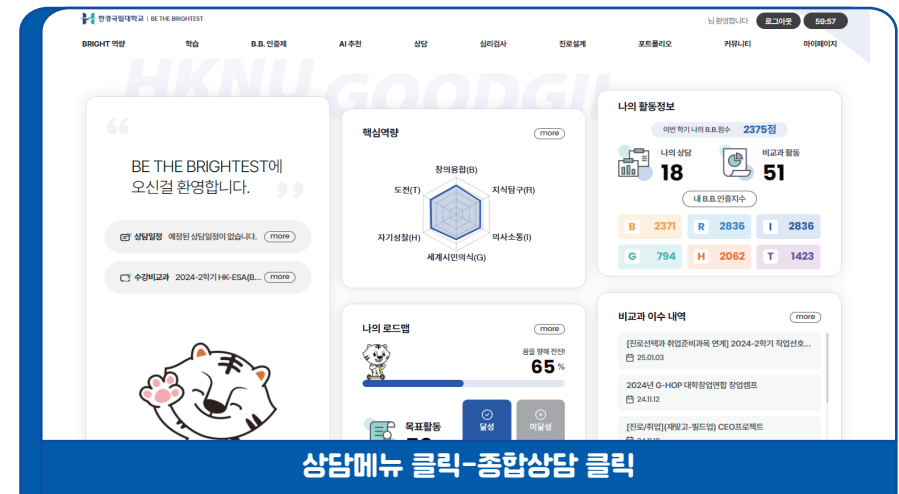 한경국립대학교 | BE THE BRIGHTEST
님 환영합니다 로그아웃 59:57
BRIGHT 역량 학습 B.B. 인증제 AI 추천 상담 심리검사 진로설계 포트폴리오 커뮤니티 마이페이지
HKNU GOODGII
BE THE BRIGHTEST에
오신걸 환영합니다.
상담일정 예정된 상담일정이 없습니다. more
수강비교과 2024-2학기 HK-ESA(B... more
핵심역량 more
창의융합(B)
도전(T) 지식탐구(R)
자기성찰(H) 의사소통(I)
세계시민의식(G)
나의 로드맵 more
꿈을 향해 전진!
65 %
목표활동
달성
미달성
나의 활동정보
이번 학기 나의 B.B.점수 2375점
나의 상담
18
비교과 활동
51
내 B.B.인증지수
B 2371 R 2836 I 2836
G 794 H 2062 T 1423
비교과 이수 내역 more
[진로선택과 취업준비과목 연계] 2024-2학기 직업선호...
25.01.03
2024년 G-HOP 대학창업연합 창업캠프
24.11.12
[진로/취업](재맞고-빌드업) CEO프로젝트
상담메뉴 클릭-종합상담 클릭